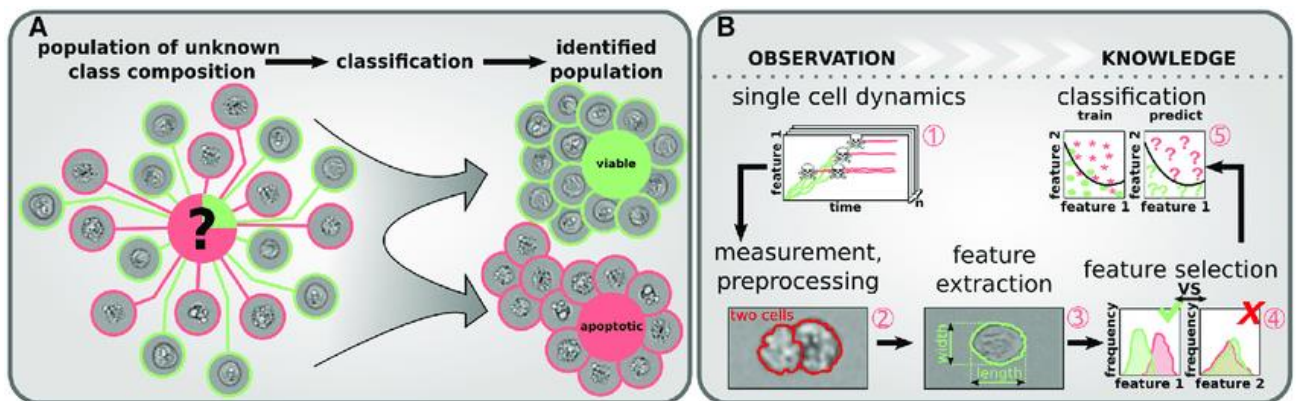 A
population of unknown
class composition
classification
identified
population
?
viable
apoptotic
B
OBSERVATION
KNOWLEDGE
single cell dynamics
①
feature 1
time
n
measurement,
preprocessing
two cells
②
feature
extraction
③
width
length
feature selection
vs
④
frequency
feature 1
frequency
feature 2
classification
train
predict
⑤
feature 2
feature 1
feature 2
feature 1
? ? ? ? ? ? ? ?